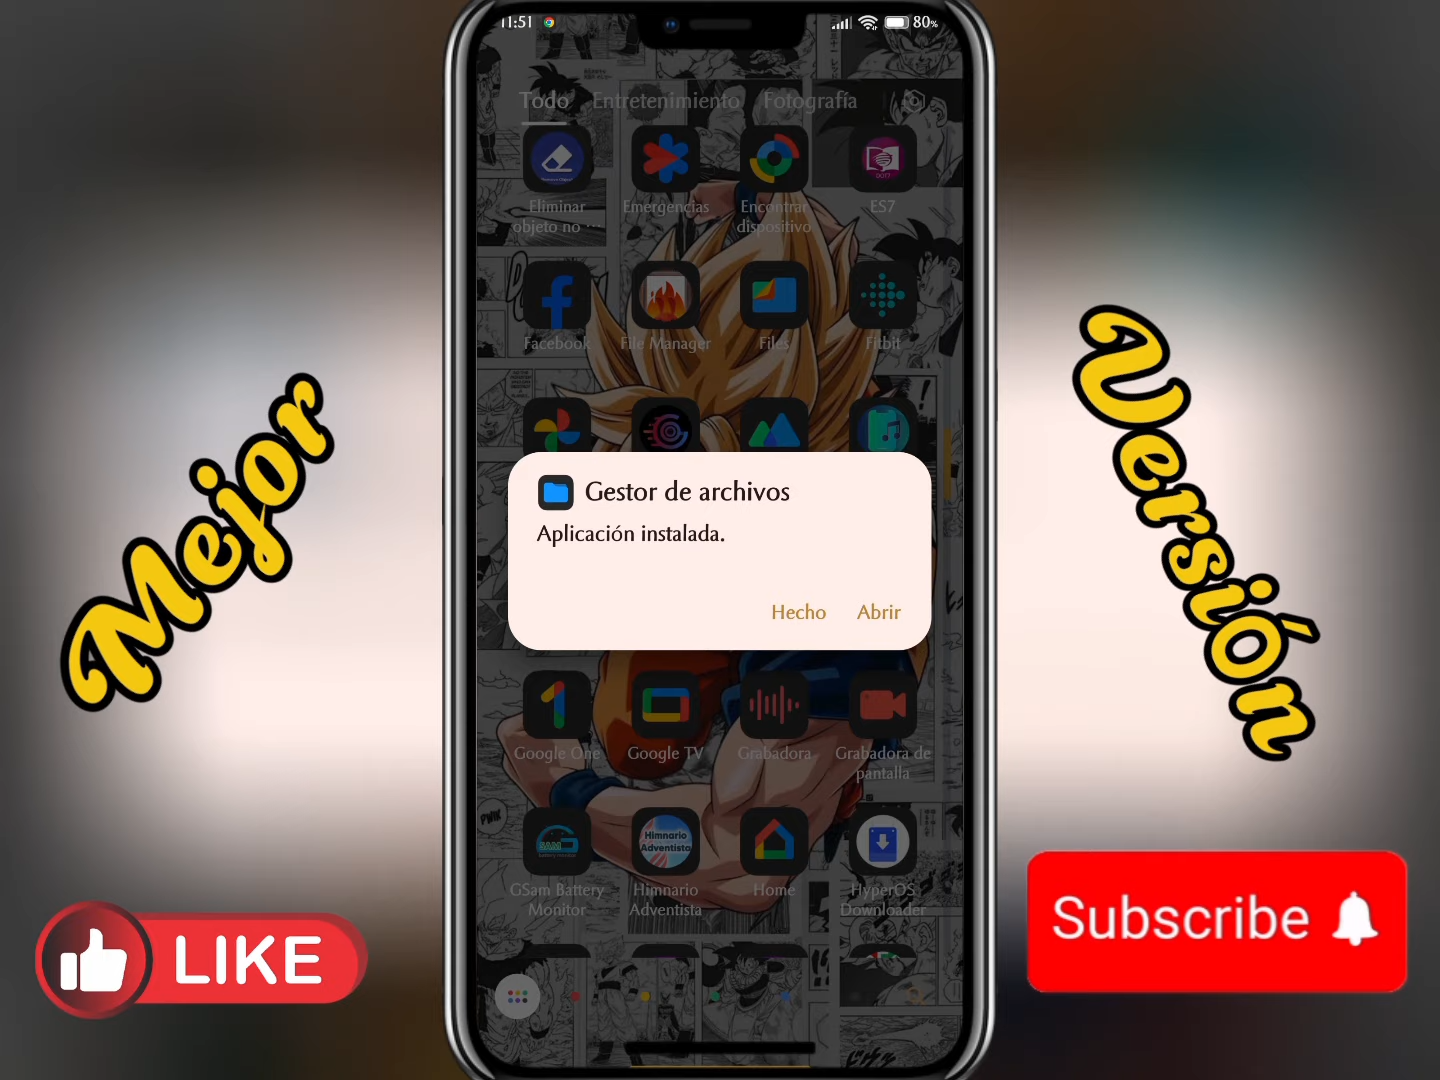 11:51
80%
Todo Entretenimiento Fotografía
Eliminar objeto no ...
Emergencias
Encontrar dispositivo
ES7
Facebook
File Manager
Files
Fitbit
Gestor de archivos
Aplicación instalada.
Hecho Abrir
Google One
Google TV
Grabadora
Grabadora de pantalla
GSam Battery Monitor
Himnario Adventista
Himnario Adventista
Home
HyperOS Downloader
Mejor
Versión
LIKE
Subscribe